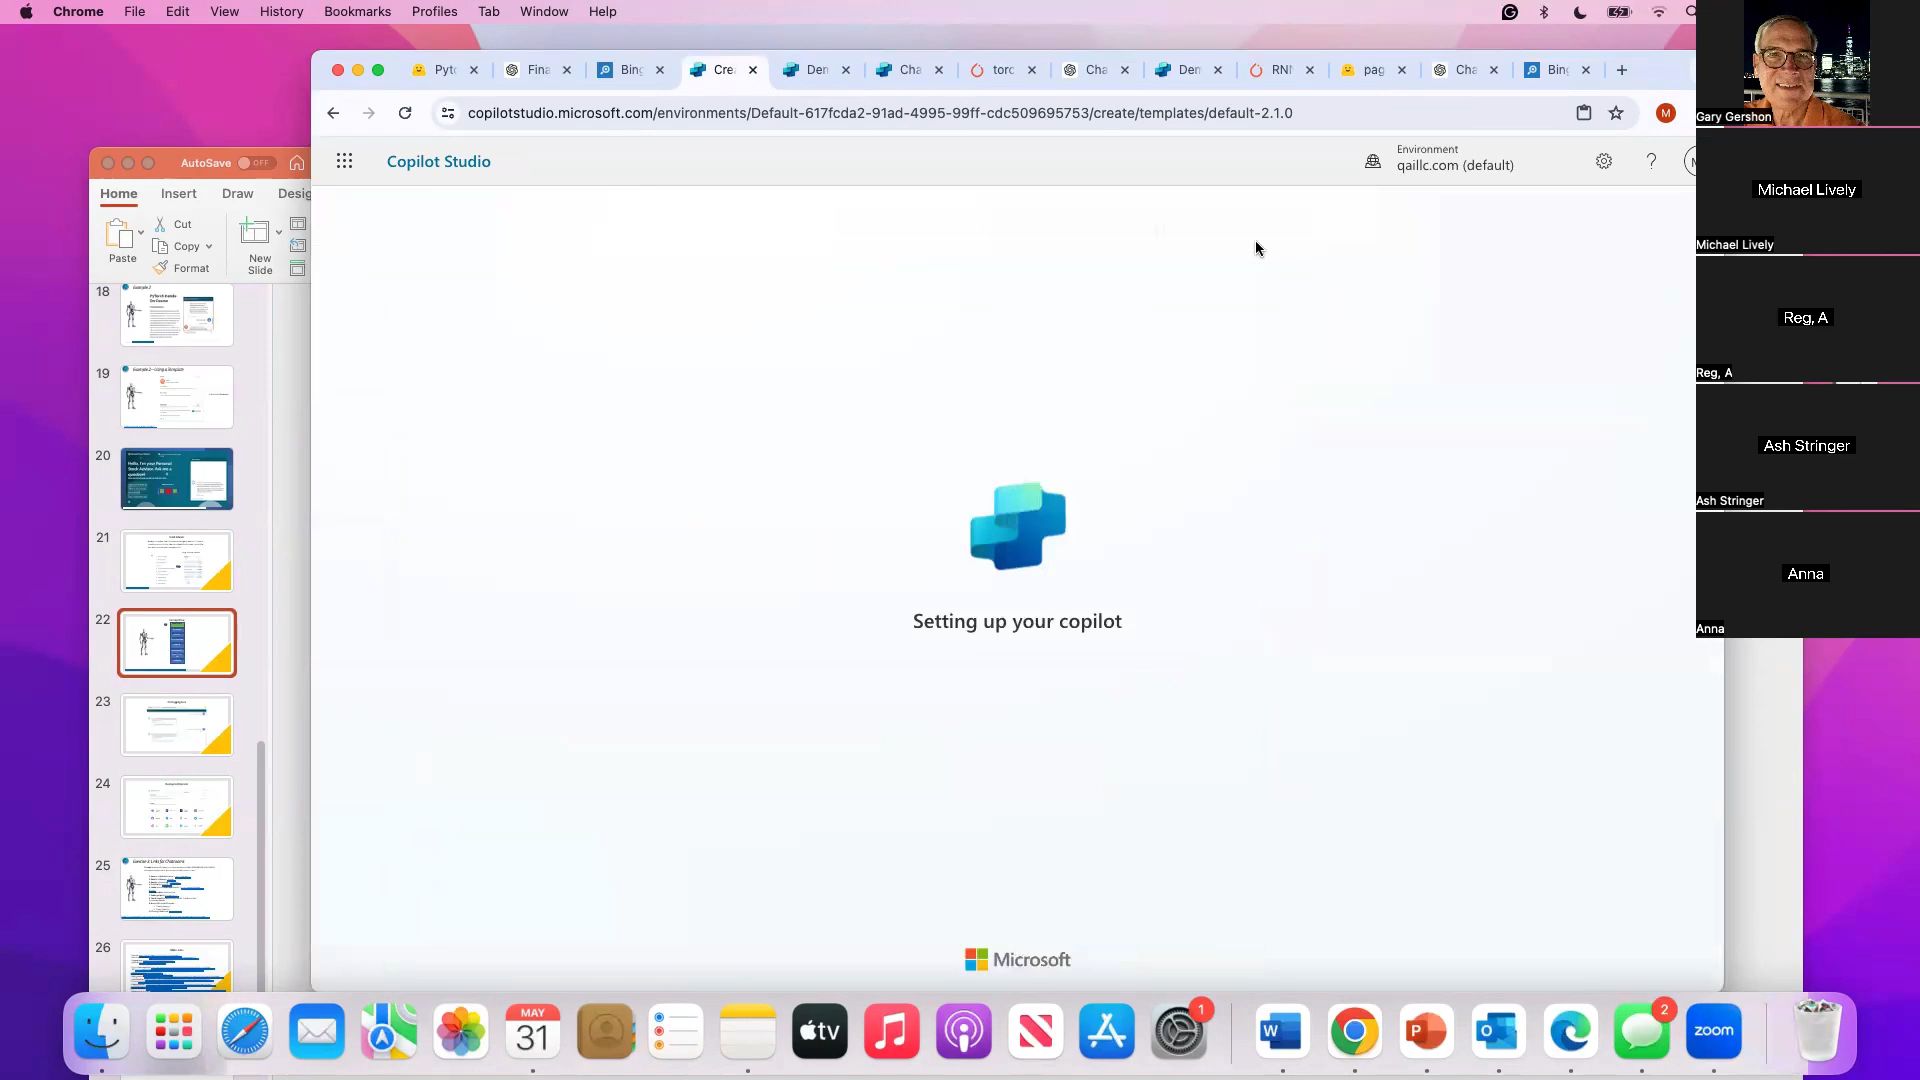 Chrome File Edit View History Bookmarks Profiles Tab Window Help
Pyt Fina Bing Cre Den Cha torc Cha Den RNN pag Cha Bing
copilotstudio.microsoft.com/environments/Default-617fcda2-91ad-4995-99ff-cdc509695753/create/templates/default-2.1.0
M
Copilot Studio
Environment
qaillc.com (default)
?
AutoSave OFF
Home Insert Draw Desig
Paste
Cut
Copy
Format
New
Slide
18
19
20
21
22
23
24
25
26
Setting up your copilot
Microsoft
Gary Gershon
Michael Lively
Michael Lively
Reg, A
Reg, A
Ash Stringer
Ash Stringer
Anna
Anna
MAY
31
tv
1
W
P
O
2
zoom